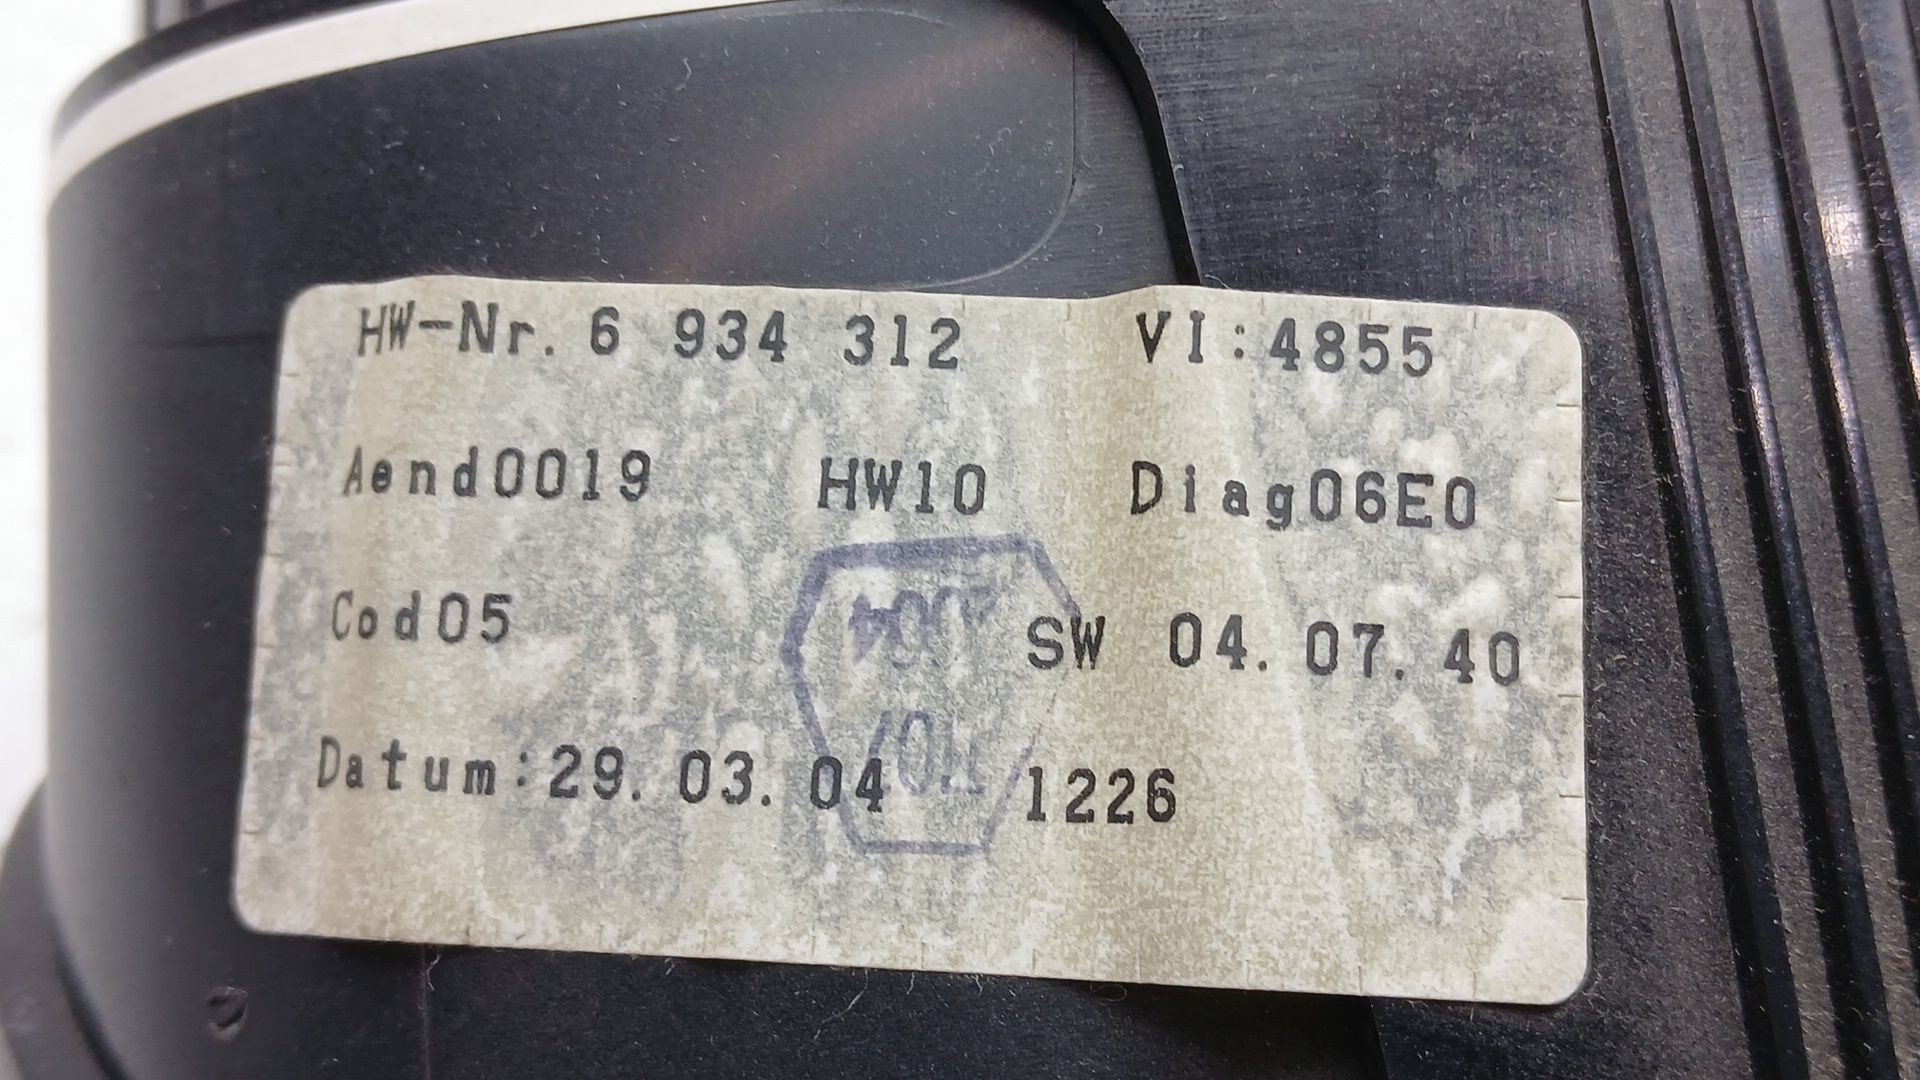 HW-Nr. 6 934 312 VI:4855
Aend0019 HW10 Diag06E0
Cod05 SW 04. 07. 40
Datum:29. 03. 04 1226
2004